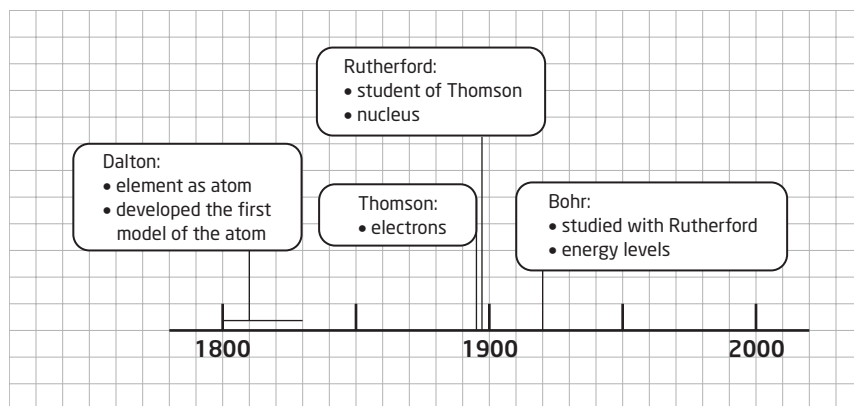 Rutherford:
• student of Thomson
• nucleus
Dalton:
• element as atom
• developed the first
model of the atom
Thomson:
• electrons
Bohr:
• studied with Rutherford
• energy levels
1800
1900
2000